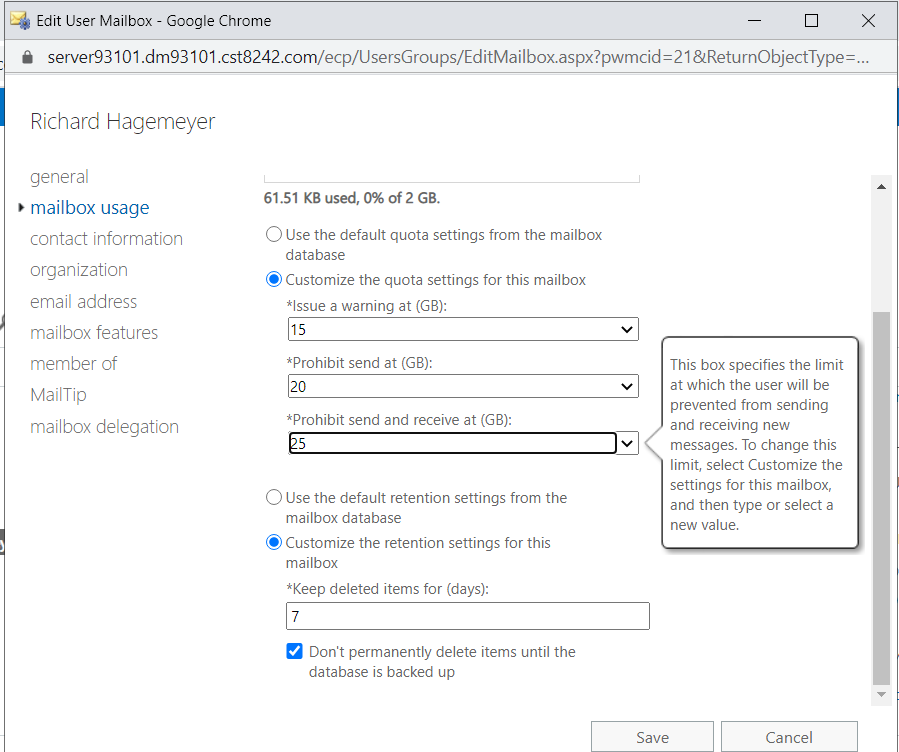 Edit User Mailbox - Google Chrome
server93101.dm93101.cst8242.com/ecp/UsersGroups/EditMailbox.aspx?pwmcid=21&ReturnObjectType=...
Richard Hagemeyer
general
mailbox usage
contact information
organization
email address
mailbox features
member of
MailTip
mailbox delegation
61.51 KB used, 0% of 2 GB.
Use the default quota settings from the mailbox
database
Customize the quota settings for this mailbox
*Issue a warning at (GB):
15
*Prohibit send at (GB):
20
*Prohibit send and receive at (GB):
25
This box specifies the limit
at which the user will be
prevented from sending
and receiving new
messages. To change this
limit, select Customize the
settings for this mailbox,
and then type or select a
new value.
Use the default retention settings from the
mailbox database
Customize the retention settings for this
mailbox
*Keep deleted items for (days):
7
Don't permanently delete items until the
database is backed up
Save
Cancel